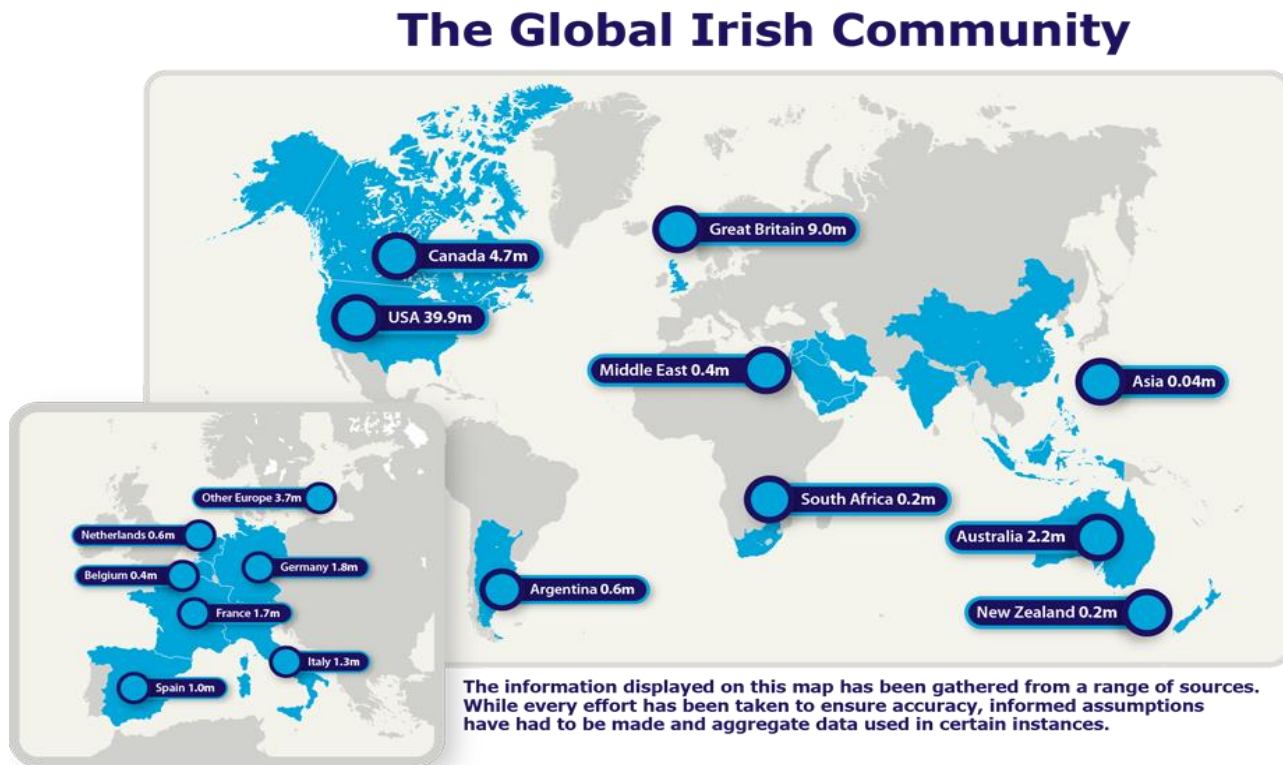 The Global Irish Community
Great Britain 9.0m
Canada 4.7m
USA 39.9m
Middle East 0.4m
Asia 0.04m
South Africa 0.2m
Australia 2.2m
Argentina 0.6m
New Zealand 0.2m
Other Europe 3.7m
Netherlands 0.6m
Germany 1.8m
Belgium 0.4m
France 1.7m
Italy 1.3m
Spain 1.0m
The information displayed on this map has been gathered from a range of sources.
While every effort has been taken to ensure accuracy, informed assumptions
have had to be made and aggregate data used in certain instances.